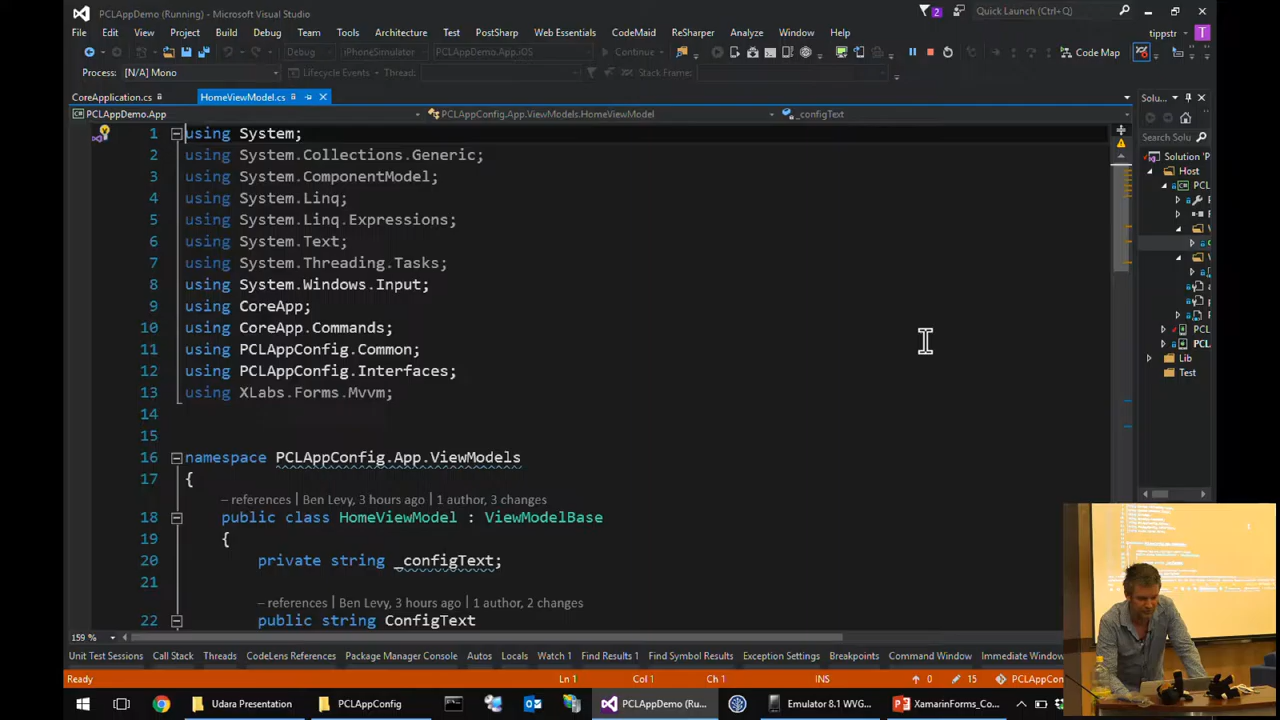 PCLAppDemo (Running) - Microsoft Visual Studio
2
Quick Launch (Ctrl+Q)
File Edit View Project Build Debug Team Tools Architecture Test PostSharp Web Essentials CodeMaid ReSharper Analyze Window Help
tippstr T
Debug iPhoneSimulator PCLAppDemo.App.iOS Continue Code Map
Process: [N/A] Mono Lifecycle Events Thread: Stack Frame:
CoreApplication.cs HomeViewModel.cs Solu...
PCLAppDemo.App PCLAppConfig.App.ViewModels.HomeViewModel _configText
1 using System;
2 using System.Collections.Generic;
3 using System.ComponentModel;
4 using System.Linq;
5 using System.Linq.Expressions;
6 using System.Text;
7 using System.Threading.Tasks;
8 using System.Windows.Input;
9 using CoreApp;
10 using CoreApp.Commands;
11 using PCLAppConfig.Common;
12 using PCLAppConfig.Interfaces;
13 using XLabs.Forms.Mvvm;
14
15
16 namespace PCLAppConfig.App.ViewModels
17 {
– references | Ben Levy, 3 hours ago | 1 author, 3 changes
18 public class HomeViewModel : ViewModelBase
19 {
20 private string _configText;
21
– references | Ben Levy, 3 hours ago | 1 author, 2 changes
22 public string ConfigText
Search Solu
Solution 'P
Host
PCL
PCL
PCL
Lib
Test
159 %
Unit Test Sessions Call Stack Threads CodeLens References Package Manager Console Autos Locals Watch 1 Find Results 1 Find Symbol Results Exception Settings Breakpoints Command Window Immediate Window
Ready Ln 1 Col 1 Ch 1 INS 0 15 PCLAppCon
Udara Presentation PCLAppConfig PCLAppDemo (Ru... Emulator 8.1 WVG... XamarinForms_Co...